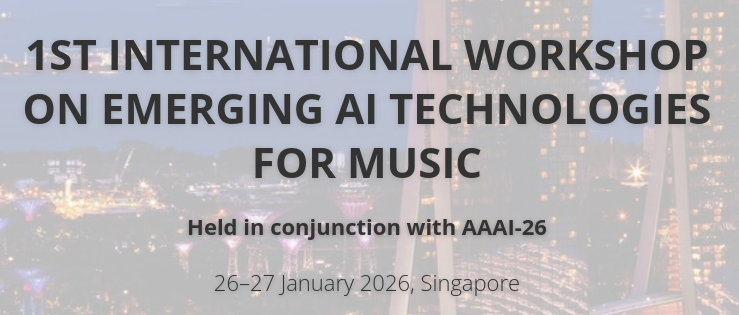 1ST INTERNATIONAL WORKSHOP
ON EMERGING AI TECHNOLOGIES
FOR MUSIC
Held in conjunction with AAAI-26
26–27 January 2026, Singapore